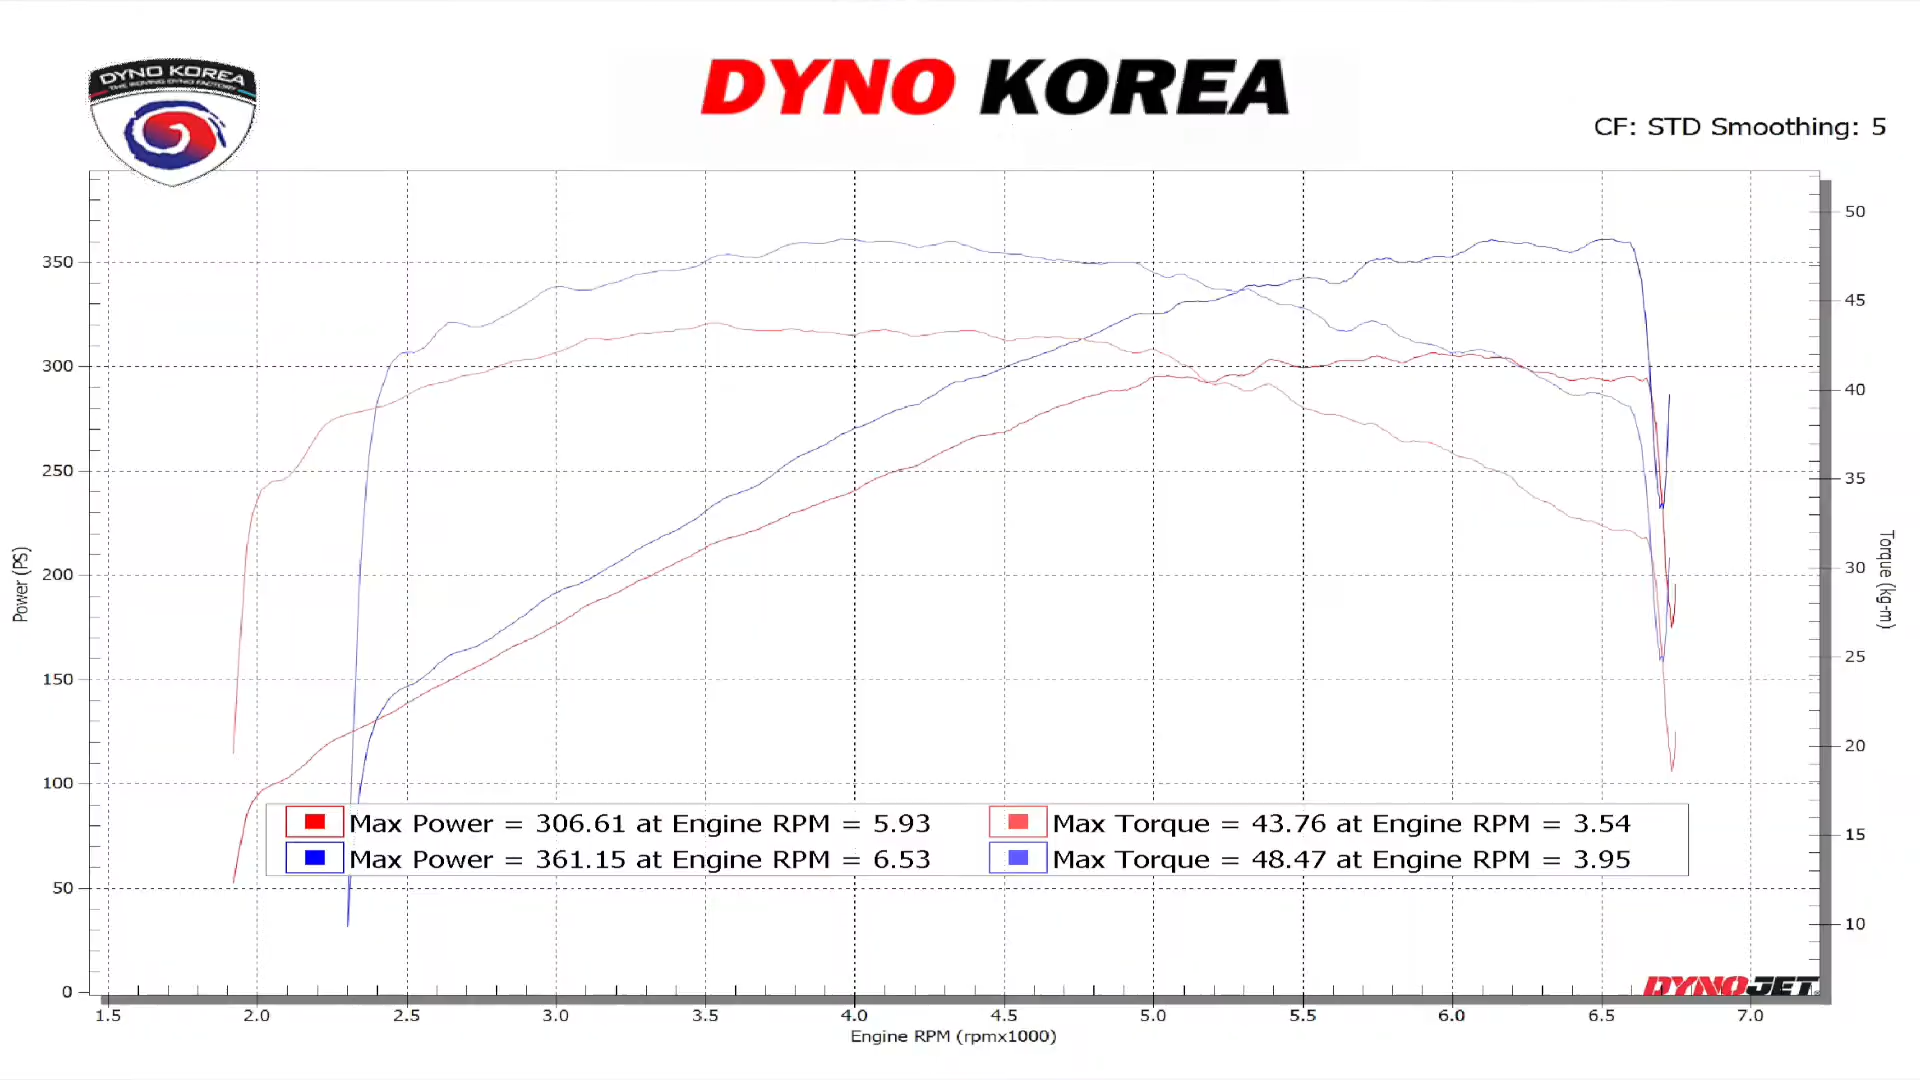 DYNO KOREA
THE MOVING DYNO FACTORY
DYNO KOREA
CF: STD Smoothing: 5
350
300
250
200
150
100
50
0
Power (PS)
50
45
40
35
30
25
20
15
10
Torque (kg-m)
Max Power = 306.61 at Engine RPM = 5.93
Max Torque = 43.76 at Engine RPM = 3.54
Max Power = 361.15 at Engine RPM = 6.53
Max Torque = 48.47 at Engine RPM = 3.95
DYNOJET
1.5 2.0 2.5 3.0 3.5 4.0 4.5 5.0 5.5 6.0 6.5 7.0
Engine RPM (rpmx1000)